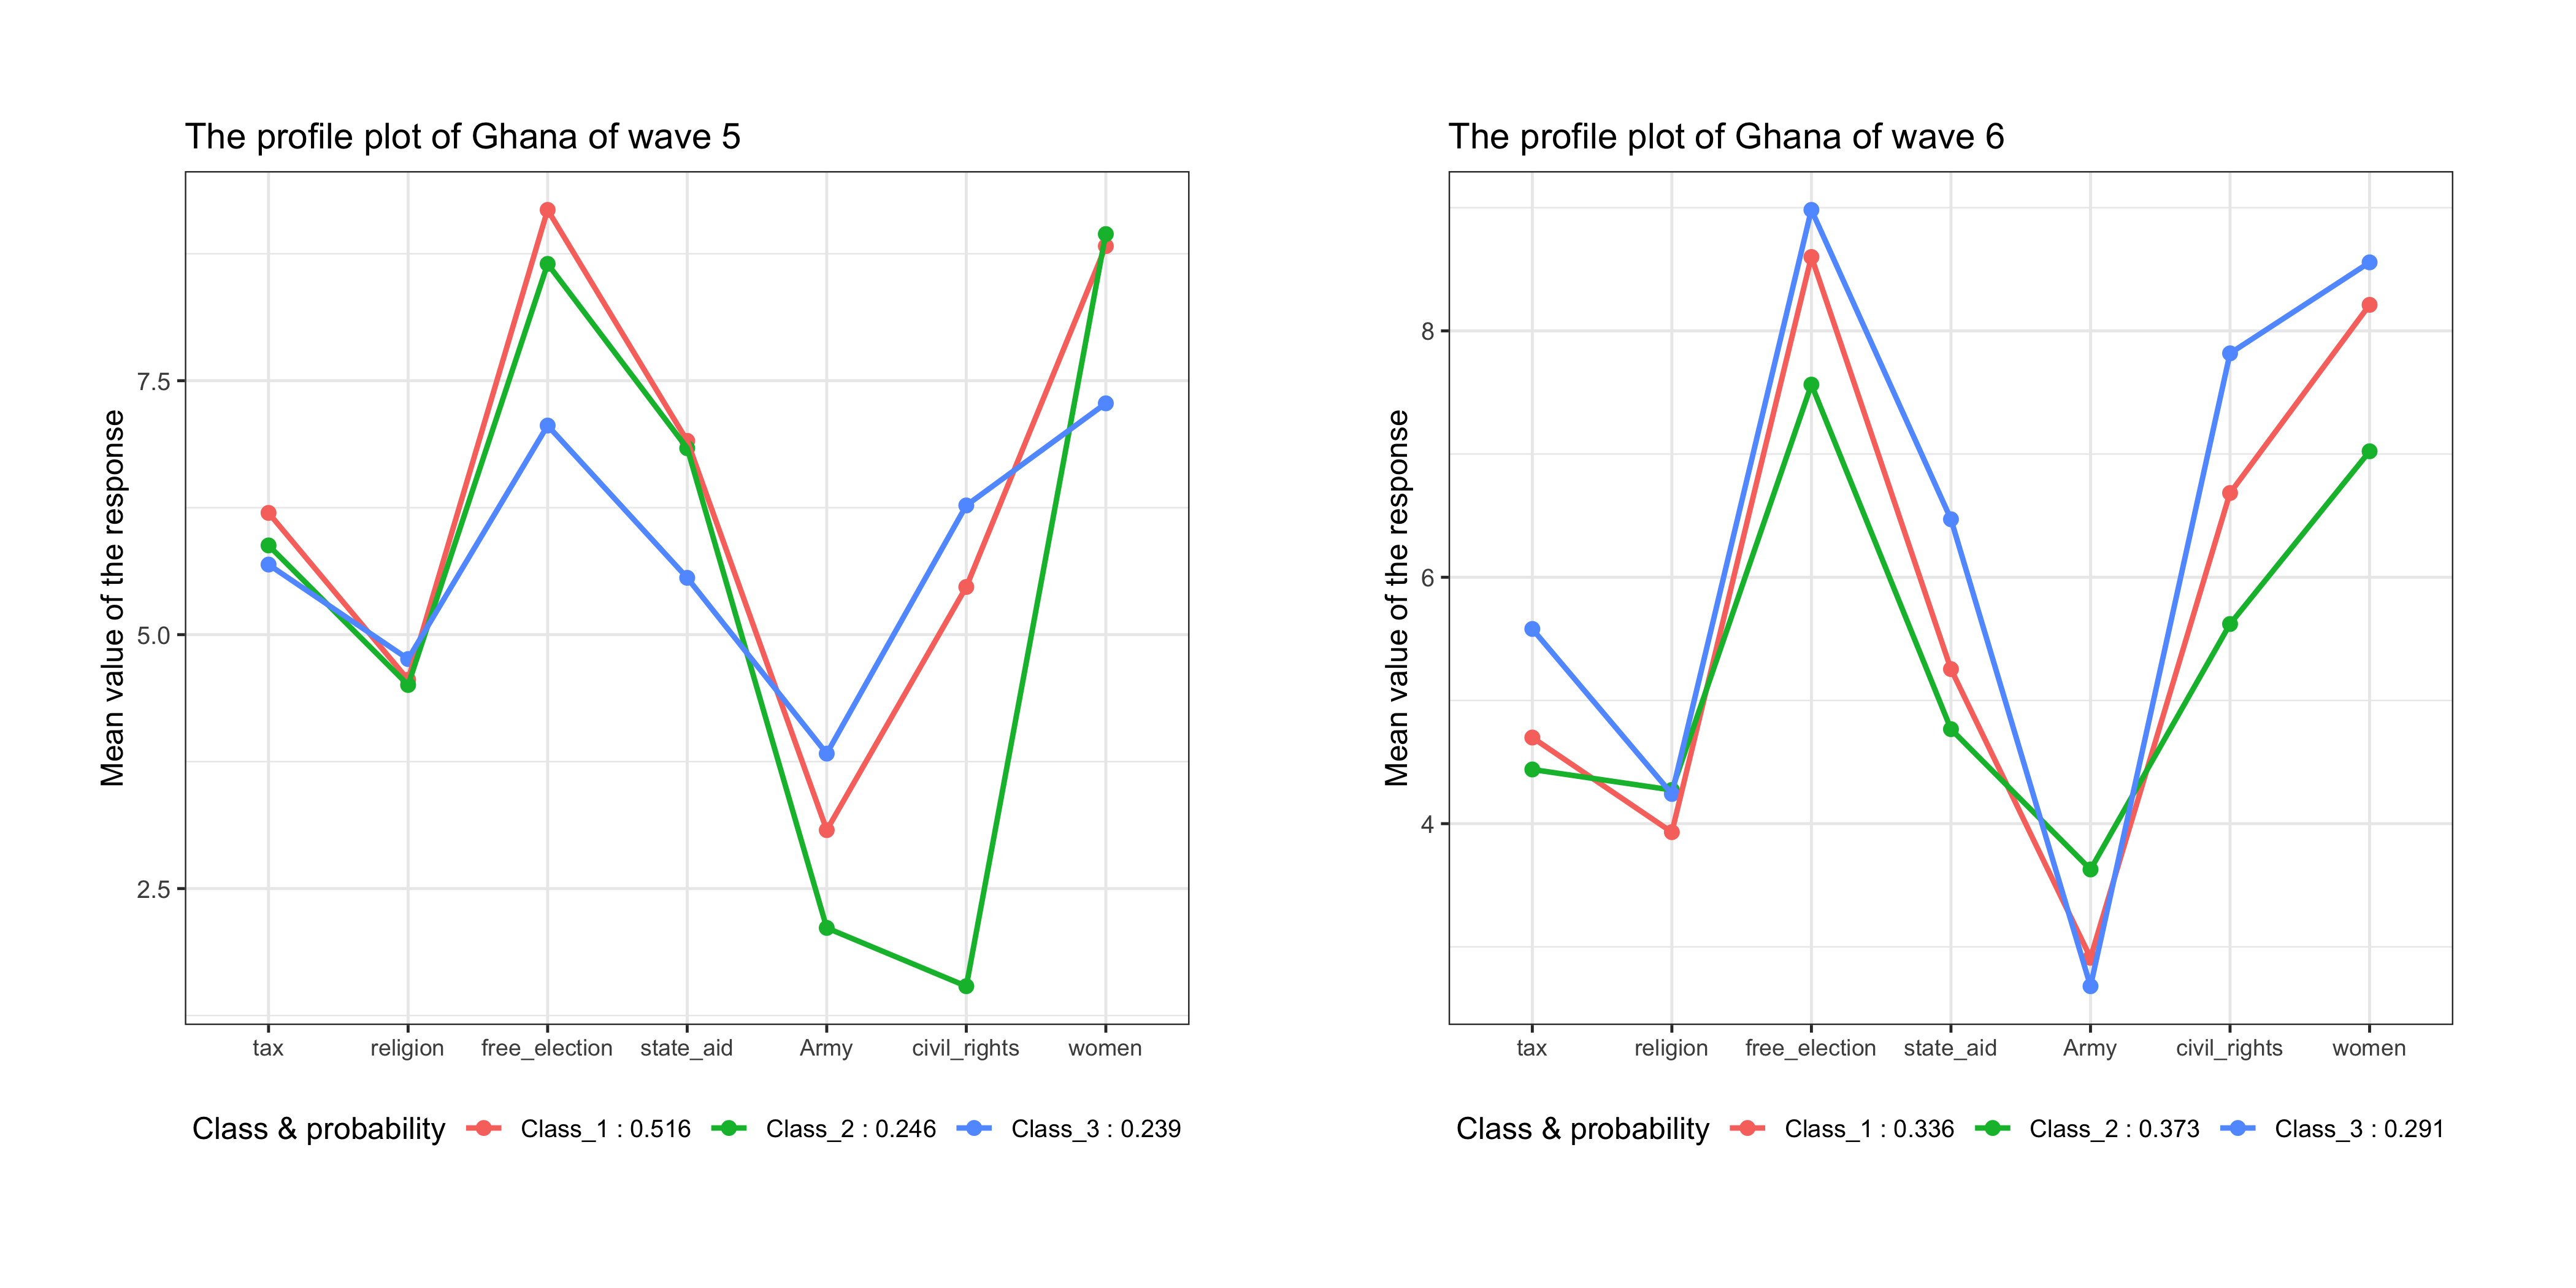 The profile plot of Ghana of wave 5
Mean value of the response
7.5
5.0
2.5
tax religion free_election state_aid Army civil_rights women
Class & probability Class_1 : 0.516 Class_2 : 0.246 Class_3 : 0.239
The profile plot of Ghana of wave 6
Mean value of the response
8
6
4
tax religion free_election state_aid Army civil_rights women
Class & probability Class_1 : 0.336 Class_2 : 0.373 Class_3 : 0.291